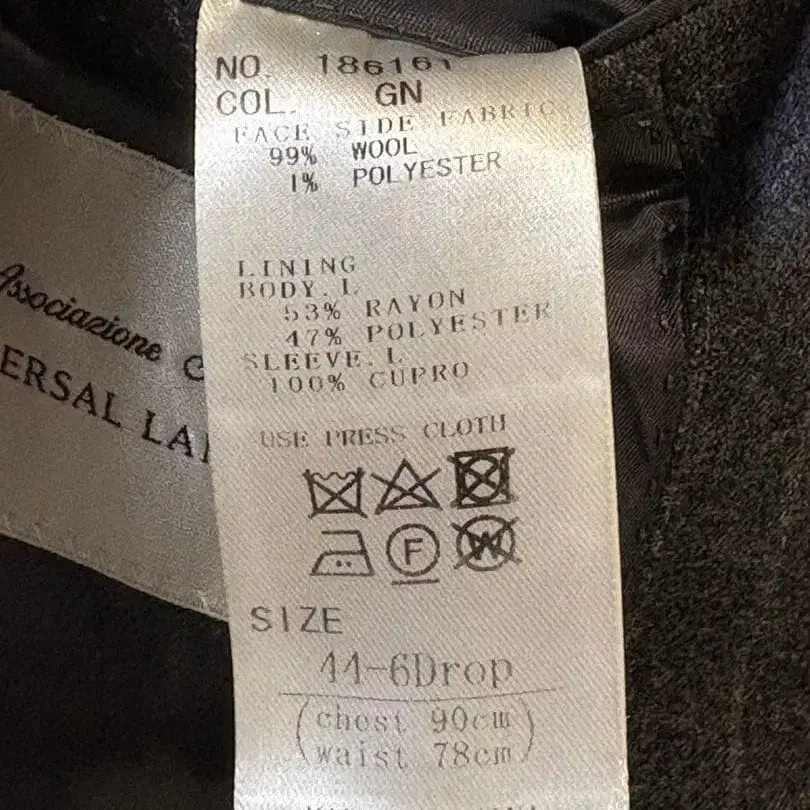 NO. 186161
COL. GN
FACE SIDE FABRIC
99% WOOL
1% POLYESTER
LINING
BODY.L
53% RAYON
47% POLYESTER
SLEEVE.L
100% CUPRO
USE PRESS CLOTH
F
W
SIZE
44-6Drop
(chest 90cm
waist 78cm)
Associazione
ERSAL LA